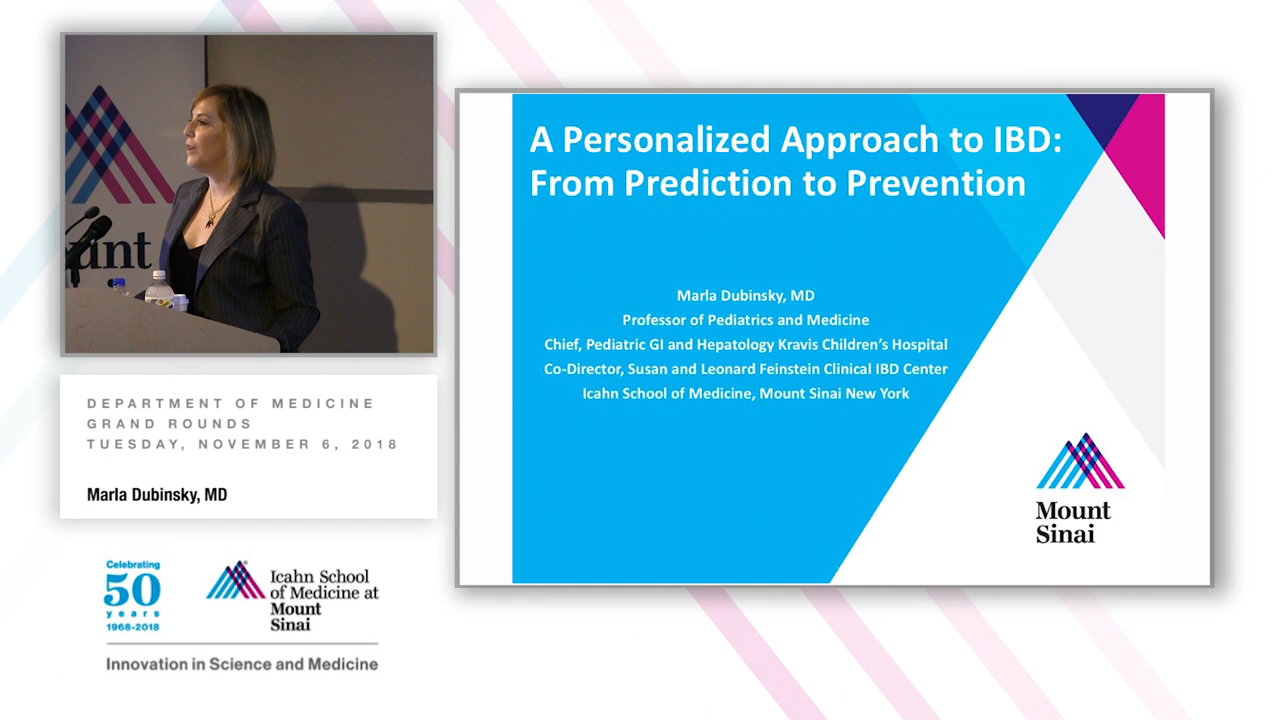 unt
DEPARTMENT OF MEDICINE
GRAND ROUNDS
TUESDAY, NOVEMBER 6, 2018
Marla Dubinsky, MD
Celebrating
50
years
1968-2018
Icahn School
of Medicine at
Mount
Sinai
Innovation in Science and Medicine
A Personalized Approach to IBD:
From Prediction to Prevention
Marla Dubinsky, MD
Professor of Pediatrics and Medicine
Chief, Pediatric GI and Hepatology Kravis Children’s Hospital
Co-Director, Susan and Leonard Feinstein Clinical IBD Center
Icahn School of Medicine, Mount Sinai New York
Mount
Sinai